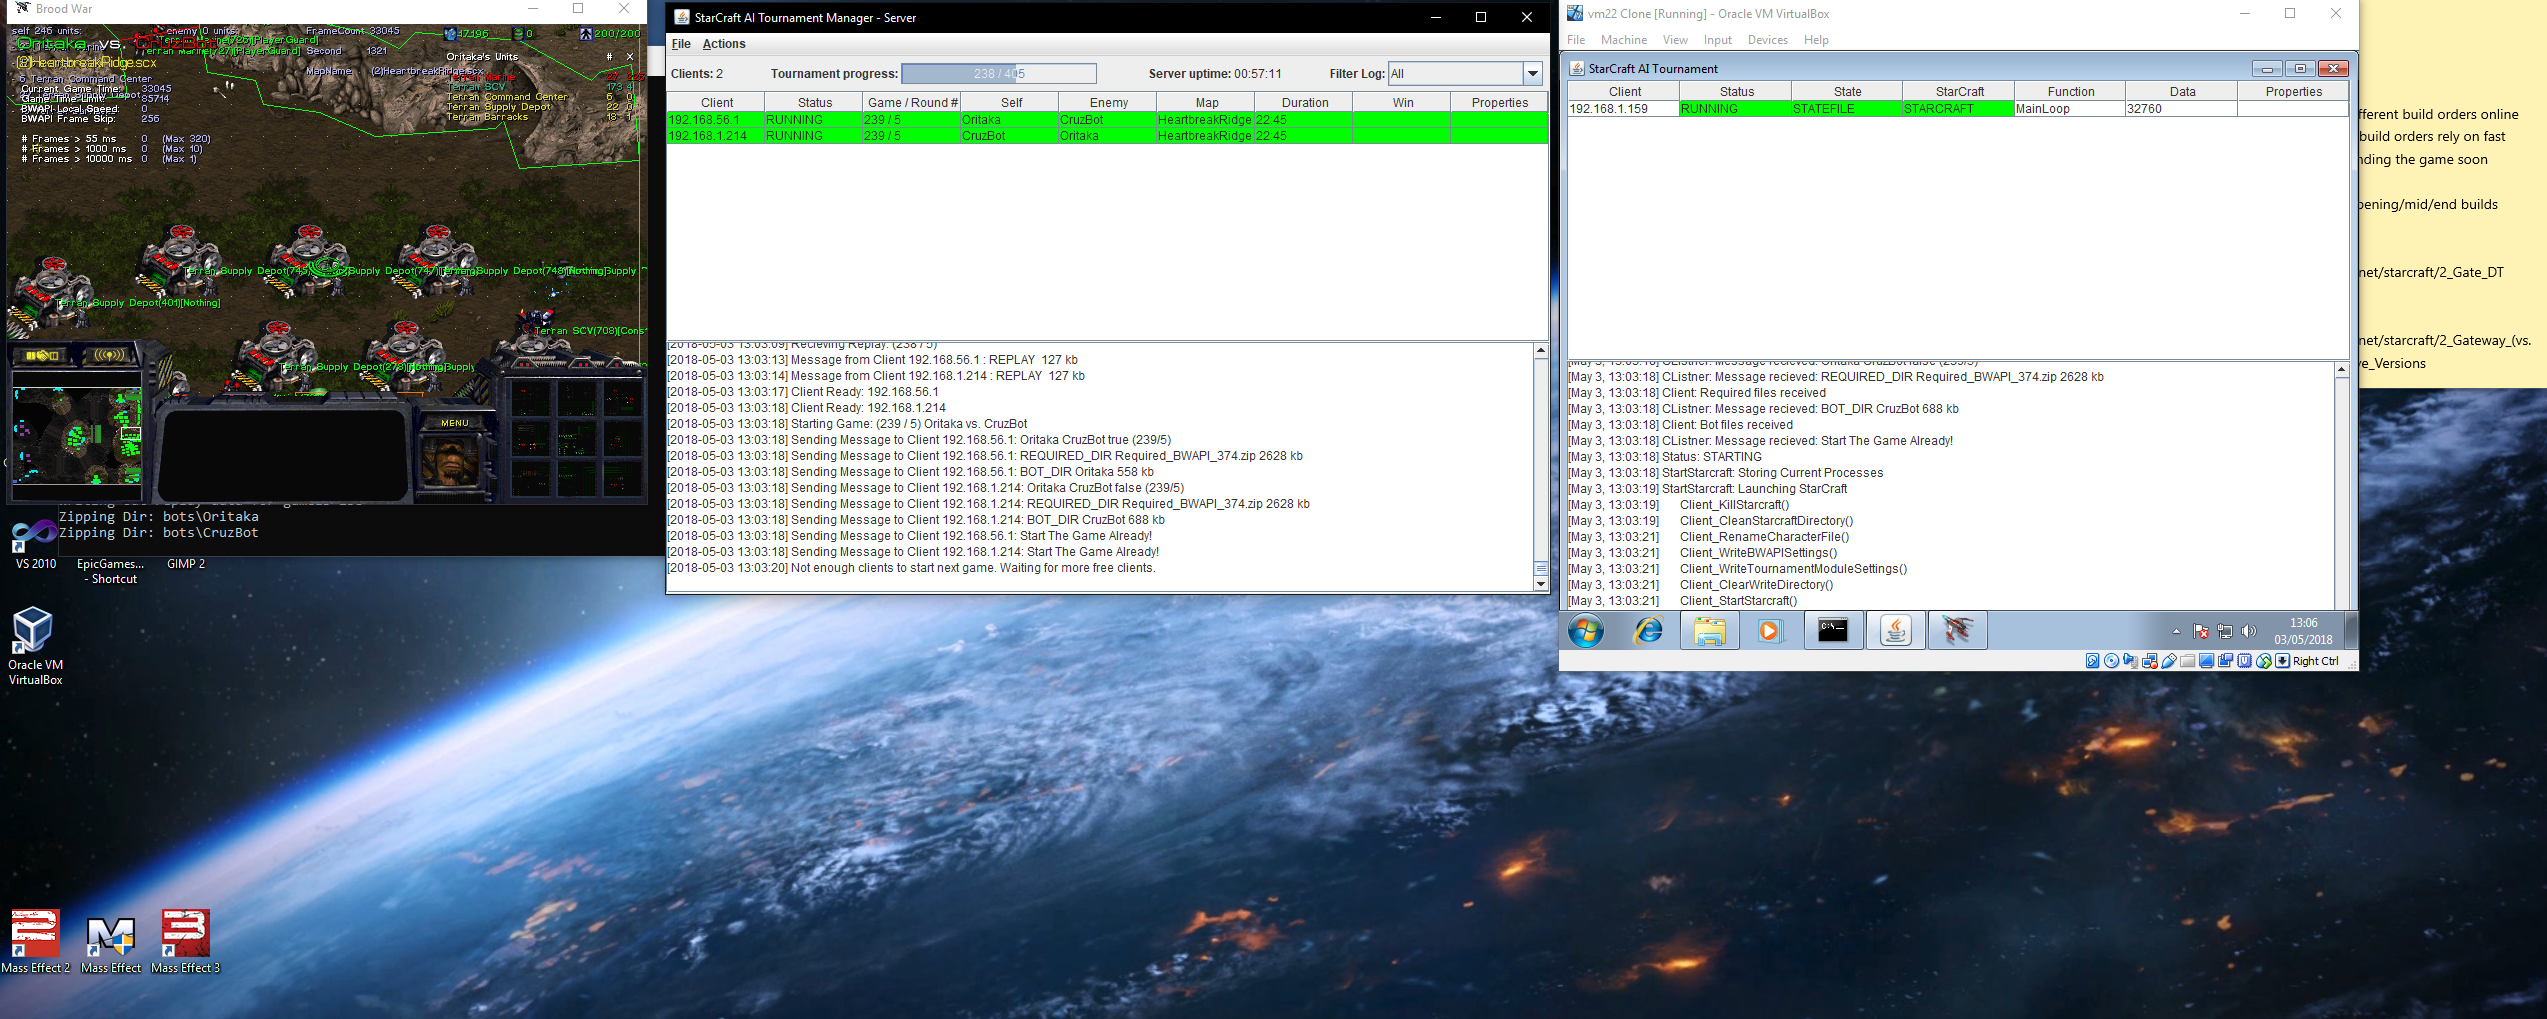 Brood War
self 246 units:
enemy 0 units:
FrameCount 33045
47196
0
200/200
Oritaka vs. CruzBot
Second 1321
(2)HeartbreakRidge.scx
MapName (2)HeartbreakRidge.scx
6 Terran Command Center
Current Game Time: 33045
Game Time Limit: 85714
BWAPI Local Speed: 0
BWAPI Frame Skip: 256
# Frames > 55 ms 0 (Max 320)
# Frames > 1000 ms 0 (Max 10)
# Frames > 10000 ms 0 (Max 1)
Oritaka's Units # X
Terran Marine
Terran SCV 173 4
Terran Command Center 6 0
Terran Supply Depot 22 0
Terran Barracks 18 1
Terran Supply Depot(401)[Nothing]
Terran SCV(708)[Cons
MENU
Zipping Dir: bots\Oritaka
Zipping Dir: bots\CruzBot
VS 2010
EpicGames... - Shortcut
GIMP 2
Oracle VM VirtualBox
Mass Effect 2
Mass Effect
Mass Effect 3
StarCraft AI Tournament Manager - Server
File Actions
Clients: 2 Tournament progress: 238 / 405 Server uptime: 00:57:11 Filter Log: All
Client Status Game / Round # Self Enemy Map Duration Win Properties
192.168.56.1 RUNNING 239 / 5 Oritaka CruzBot HeartbreakRidge 22:45
192.168.1.214 RUNNING 239 / 5 CruzBot Oritaka HeartbreakRidge 22:45
[2018-05-03 13:03:09] Recieving Replay: (238 / 5)
[2018-05-03 13:03:13] Message from Client 192.168.56.1 : REPLAY 127 kb
[2018-05-03 13:03:14] Message from Client 192.168.1.214 : REPLAY 127 kb
[2018-05-03 13:03:17] Client Ready: 192.168.56.1
[2018-05-03 13:03:18] Client Ready: 192.168.1.214
[2018-05-03 13:03:18] Starting Game: (239 / 5) Oritaka vs. CruzBot
[2018-05-03 13:03:18] Sending Message to Client 192.168.56.1: Oritaka CruzBot true (239/5)
[2018-05-03 13:03:18] Sending Message to Client 192.168.56.1: REQUIRED_DIR Required_BWAPI_374.zip 2628 kb
[2018-05-03 13:03:18] Sending Message to Client 192.168.56.1: BOT_DIR Oritaka 558 kb
[2018-05-03 13:03:18] Sending Message to Client 192.168.1.214: Oritaka CruzBot false (239/5)
[2018-05-03 13:03:18] Sending Message to Client 192.168.1.214: REQUIRED_DIR Required_BWAPI_374.zip 2628 kb
[2018-05-03 13:03:18] Sending Message to Client 192.168.1.214: BOT_DIR CruzBot 688 kb
[2018-05-03 13:03:18] Sending Message to Client 192.168.56.1: Start The Game Already!
[2018-05-03 13:03:18] Sending Message to Client 192.168.1.214: Start The Game Already!
[2018-05-03 13:03:20] Not enough clients to start next game. Waiting for more free clients.
vm22 Clone [Running] - Oracle VM VirtualBox
File Machine View Input Devices Help
StarCraft AI Tournament
Client Status State StarCraft Function Data Properties
192.168.1.159 RUNNING STATEFILE STARCRAFT MainLoop 32760
[May 3, 13:03:18] CListner: Message recieved: Oritaka CruzBot false (239/5)
[May 3, 13:03:18] CListner: Message recieved: REQUIRED_DIR Required_BWAPI_374.zip 2628 kb
[May 3, 13:03:18] Client: Required files received
[May 3, 13:03:18] CListner: Message recieved: BOT_DIR CruzBot 688 kb
[May 3, 13:03:18] Client: Bot files received
[May 3, 13:03:18] CListner: Message recieved: Start The Game Already!
[May 3, 13:03:18] Status: STARTING
[May 3, 13:03:18] StartStarcraft: Storing Current Processes
[May 3, 13:03:19] StartStarcraft: Launching StarCraft
[May 3, 13:03:19] Client_KillStarcraft()
[May 3, 13:03:19] Client_CleanStarcraftDirectory()
[May 3, 13:03:21] Client_RenameCharacterFile()
[May 3, 13:03:21] Client_WriteBWAPISettings()
[May 3, 13:03:21] Client_WriteTournamentModuleSettings()
[May 3, 13:03:21] Client_ClearWriteDirectory()
[May 3, 13:03:21] Client_StartStarcraft()
13:06
03/05/2018
Right Ctrl
fferent build orders online
build orders rely on fast
nding the game soon
pening/mid/end builds
net/starcraft/2_Gate_DT
net/starcraft/2_Gateway_(vs.
ve_Versions